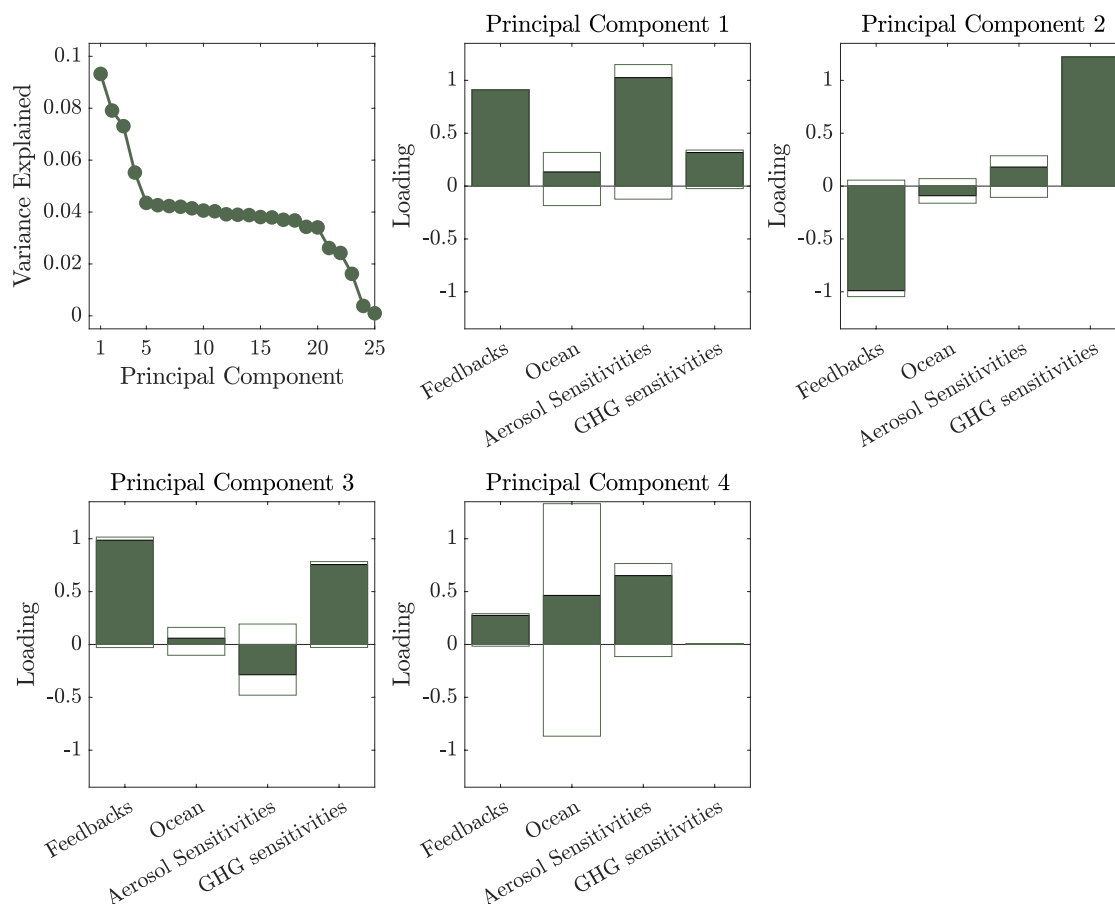 Principal Component 1
Principal Component 2
0.1
0.08
0.06
0.04
0.02
0
Variance Explained
1
5
10
15
20
25
Principal Component
1
0.5
0
-0.5
-1
Loading
Feedbacks
Ocean
Aerosol Sensitivities
GHG sensitivities
1
0.5
0
-0.5
-1
Loading
Feedbacks
Ocean
Aerosol Sensitivities
GHG sensitivities
Principal Component 3
Principal Component 4
1
0.5
0
-0.5
-1
Loading
Feedbacks
Ocean
Aerosol Sensitivities
GHG sensitivities
1
0.5
0
-0.5
-1
Loading
Feedbacks
Ocean
Aerosol Sensitivities
GHG sensitivities